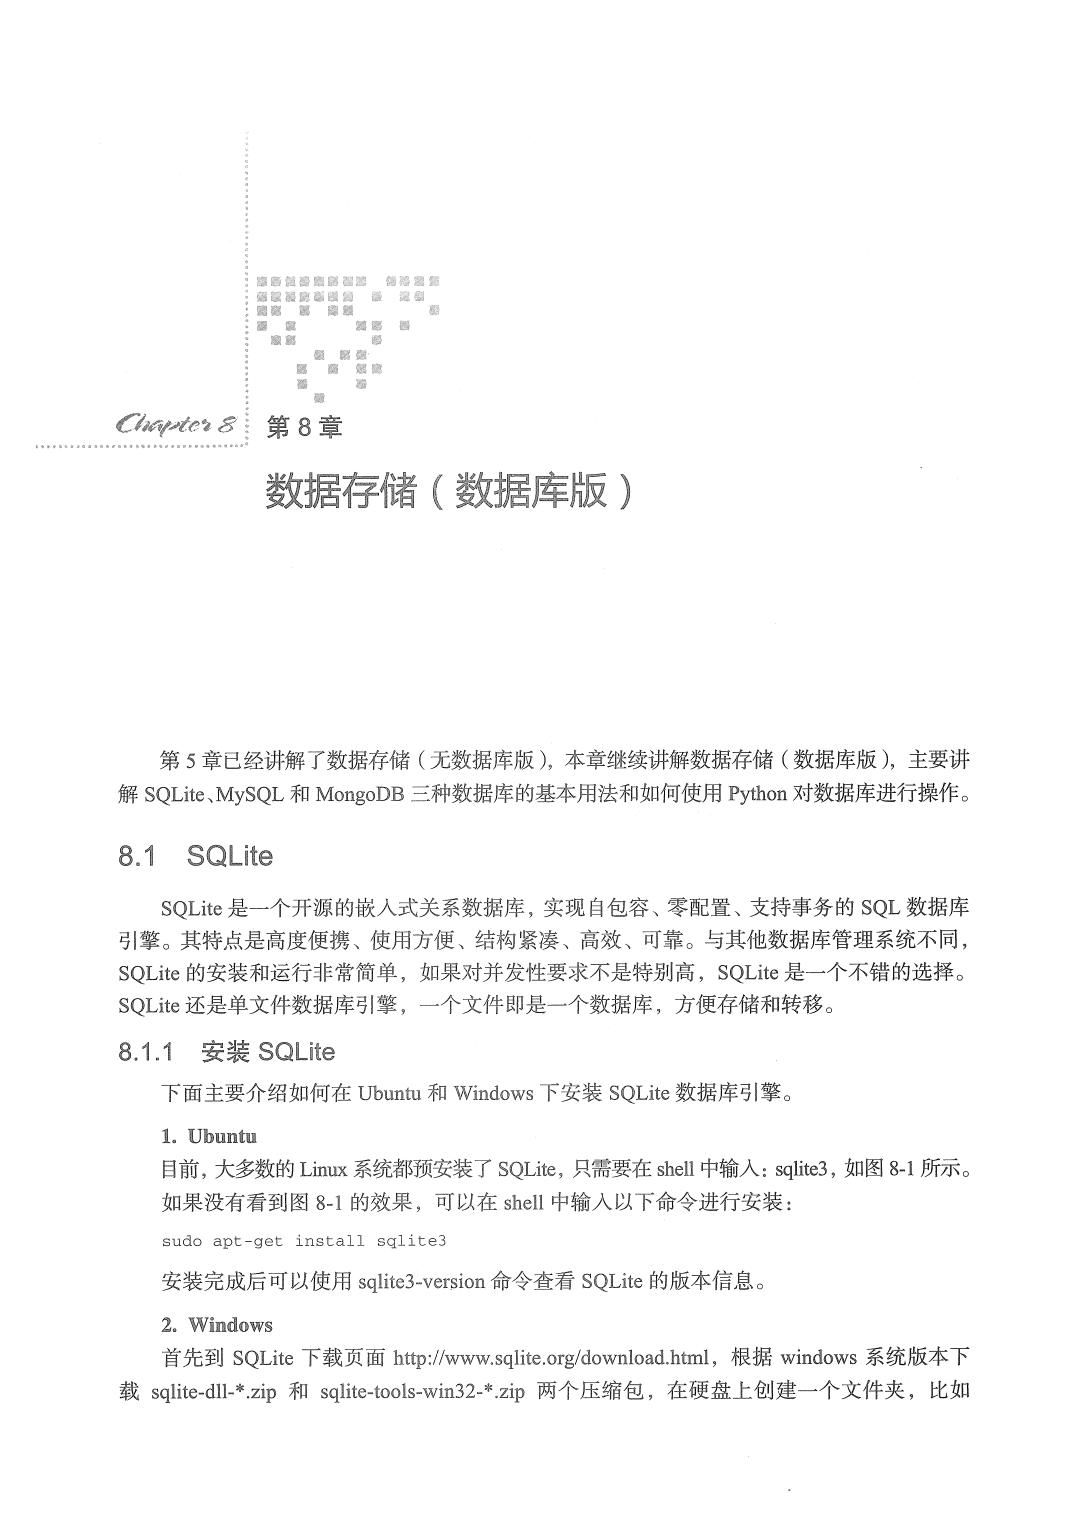 Chapter 8
第 8 章
数据存储（数据库版）
第 5 章已经讲解了数据存储（无数据库版），本章继续讲解数据存储（数据库版），主要讲
解 SQLite、MySQL 和 MongoDB 三种数据库的基本用法和如何使用 Python 对数据库进行操作。
8.1 SQLite
SQLite 是一个开源的嵌入式关系数据库，实现自包容、零配置、支持事务的 SQL 数据库
引擎。其特点是高度便携、使用方便、结构紧凑、高效、可靠。与其他数据库管理系统不同，
SQLite 的安装和运行非常简单，如果对并发性要求不是特别高，SQLite 是一个不错的选择。
SQLite 还是单文件数据库引擎，一个文件即是一个数据库，方便存储和转移。
8.1.1 安装 SQLite
下面主要介绍如何在 Ubuntu 和 Windows 下安装 SQLite 数据库引擎。
1. Ubuntu
目前，大多数的 Linux 系统都预安装了 SQLite，只需要在 shell 中输入：sqlite3，如图 8-1 所示。
如果没有看到图 8-1 的效果，可以在 shell 中输入以下命令进行安装：
sudo apt-get install sqlite3
安装完成后可以使用 sqlite3-version 命令查看 SQLite 的版本信息。
2. Windows
首先到 SQLite 下载页面 http://www.sqlite.org/download.html，根据 windows 系统版本下
载 sqlite-dll-*.zip 和 sqlite-tools-win32-*.zip 两个压缩包，在硬盘上创建一个文件夹，比如